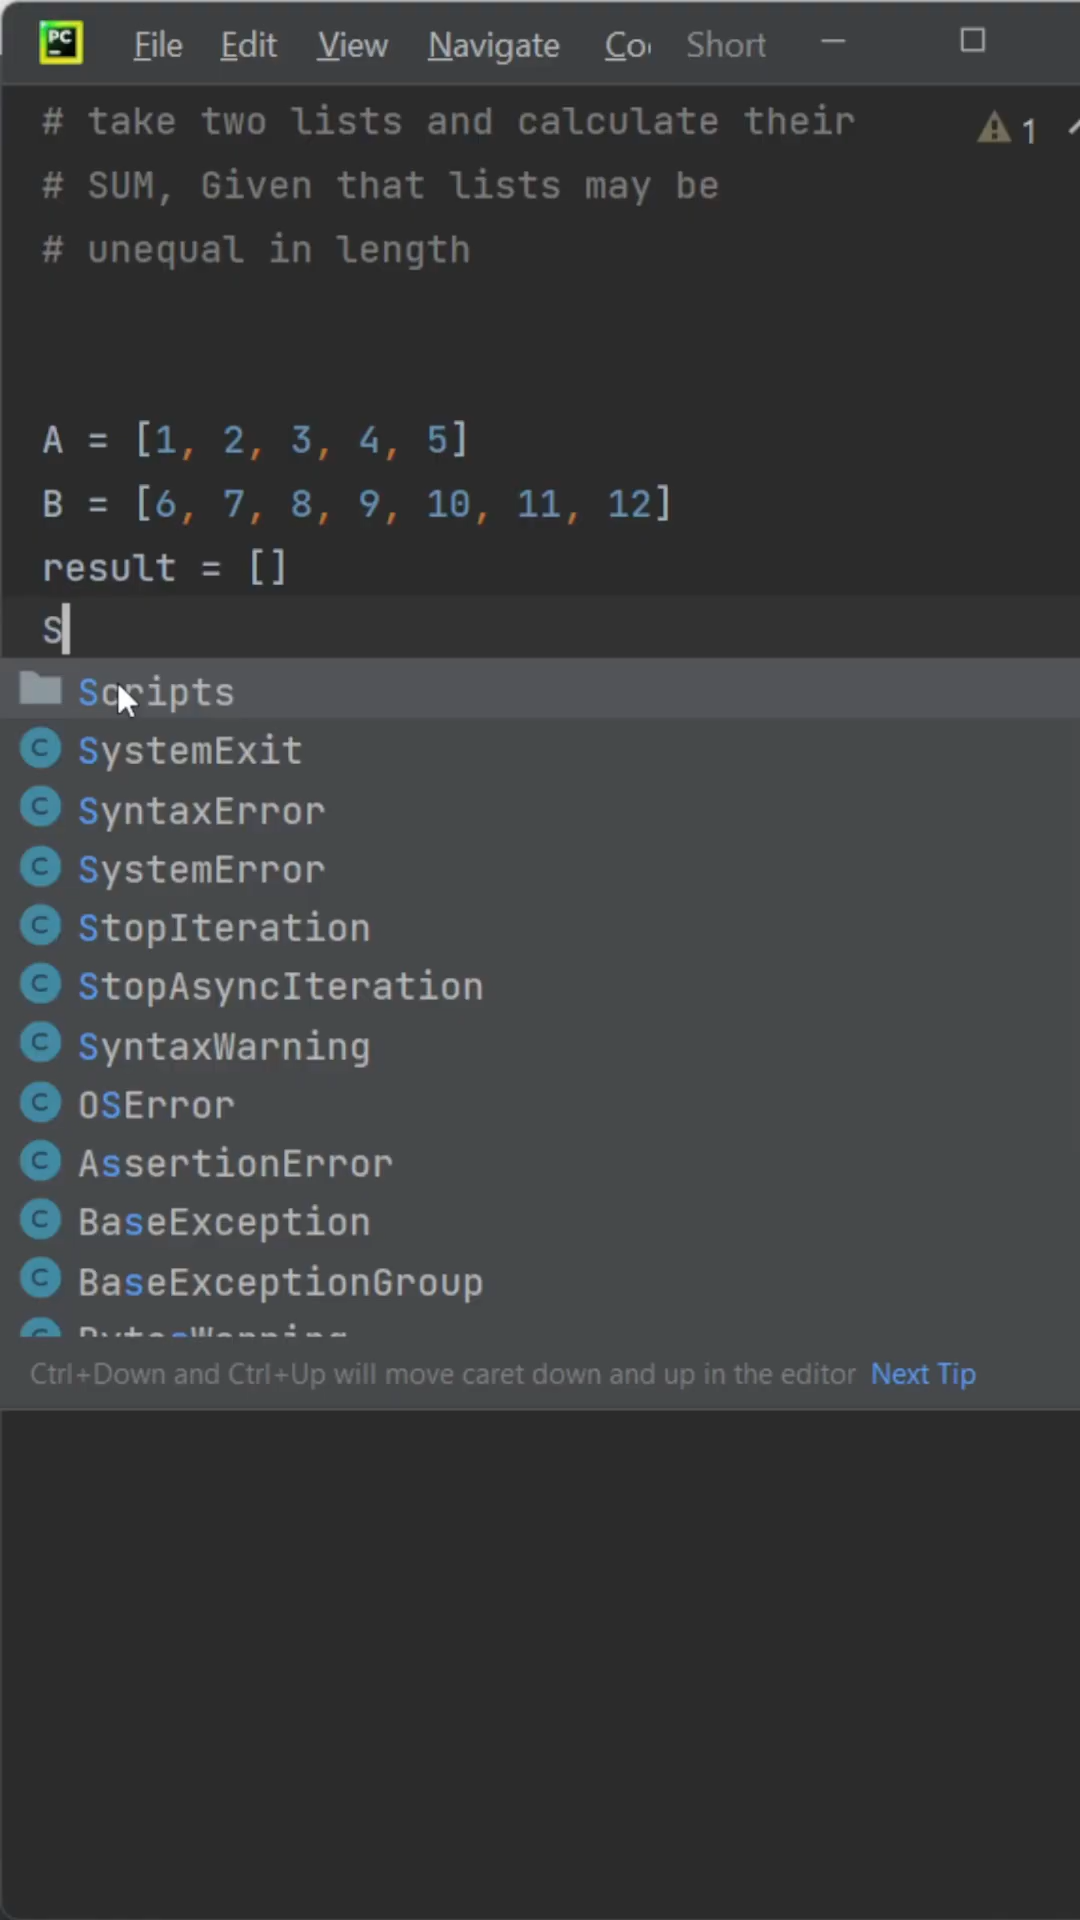 PC
File Edit View Navigate Co Short
# take two lists and calculate their
1
# SUM, Given that lists may be
# unequal in length
A = [1, 2, 3, 4, 5]
B = [6, 7, 8, 9, 10, 11, 12]
result = []
S
Scripts
C SystemExit
C SyntaxError
C SystemError
C StopIteration
C StopAsyncIteration
C SyntaxWarning
C OSError
C AssertionError
C BaseException
C BaseExceptionGroup
C BytesWarning
Ctrl+Down and Ctrl+Up will move caret down and up in the editor Next Tip